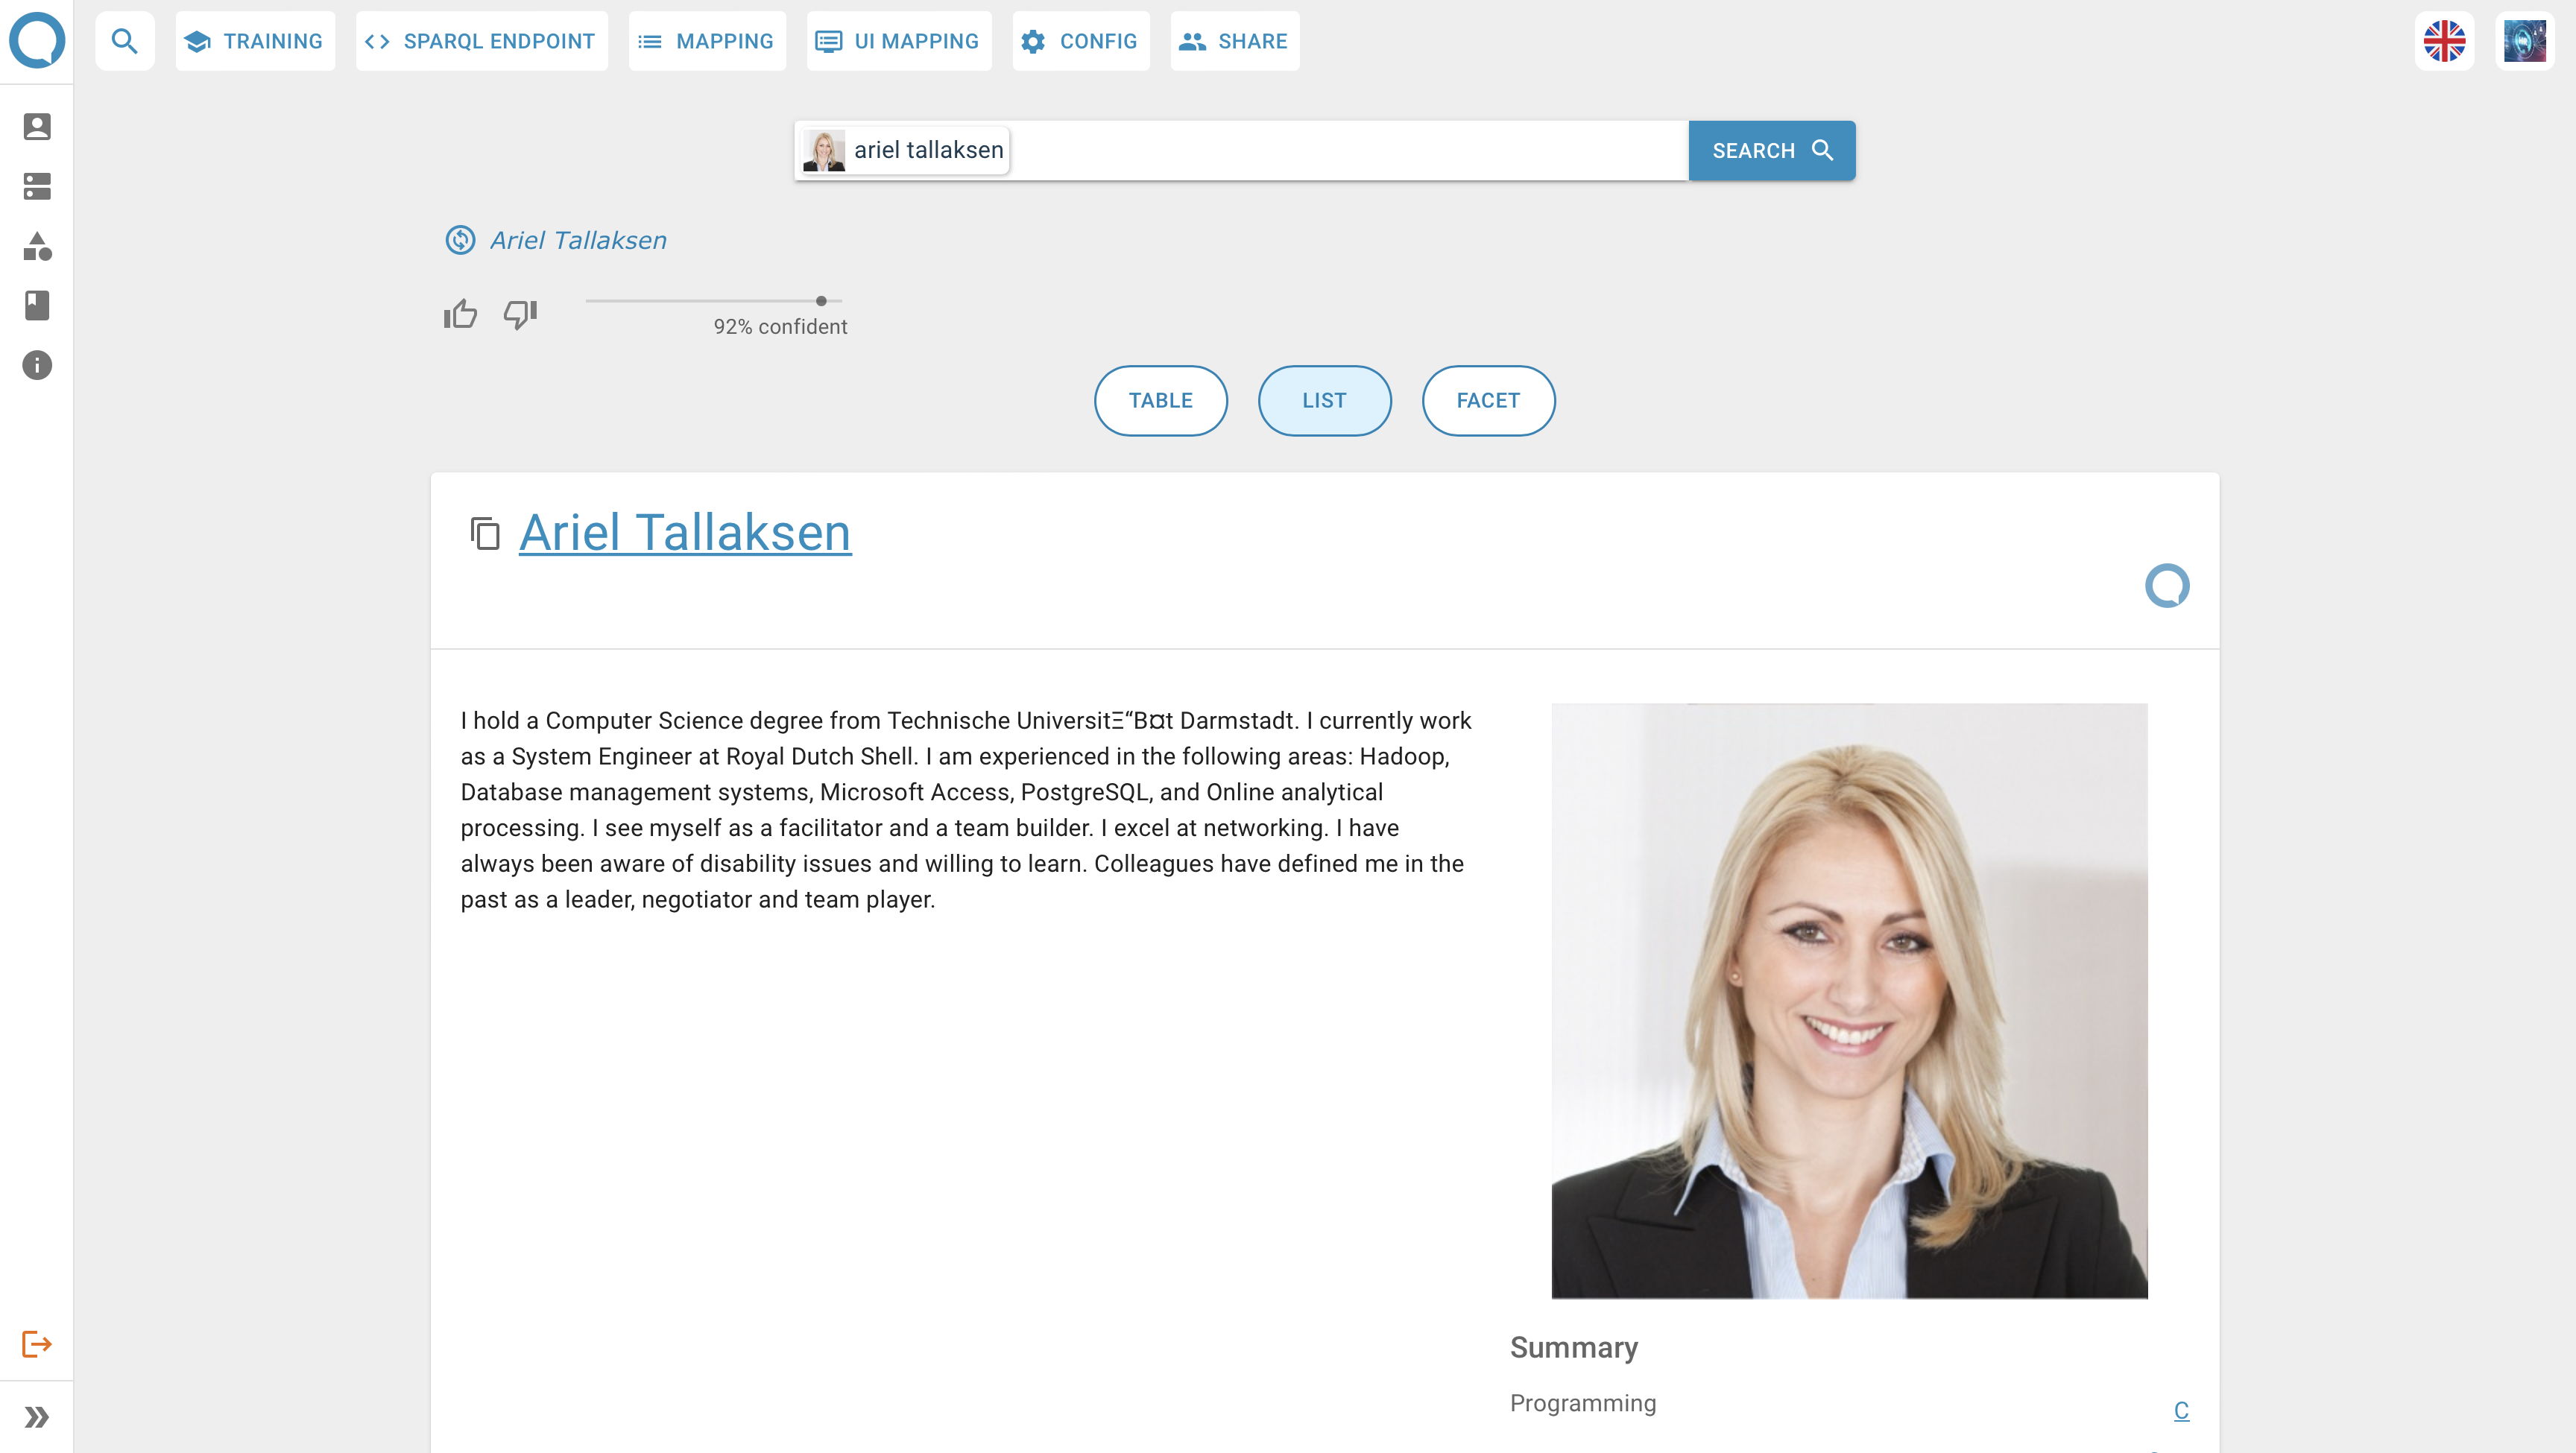 TRAINING
SPARQL ENDPOINT
MAPPING
UI MAPPING
CONFIG
SHARE
ariel tallaksen
SEARCH
Ariel Tallaksen
92% confident
TABLE
LIST
FACET
Ariel Tallaksen
I hold a Computer Science degree from Technische UniversitΞ“Β¤t Darmstadt. I currently work
as a System Engineer at Royal Dutch Shell. I am experienced in the following areas: Hadoop,
Database management systems, Microsoft Access, PostgreSQL, and Online analytical
processing. I see myself as a facilitator and a team builder. I excel at networking. I have
always been aware of disability issues and willing to learn. Colleagues have defined me in the
past as a leader, negotiator and team player.
Summary
Programming
C